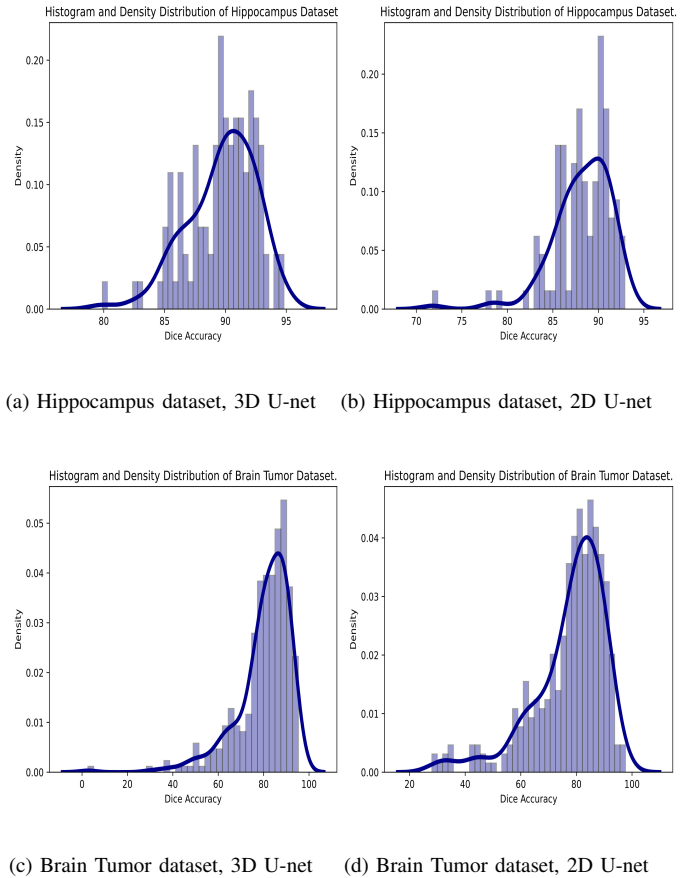 Histogram and Density Distribution of Hippocampus Dataset
Histogram and Density Distribution of Hippocampus Dataset.
0.20
0.15
0.10
0.05
0.00
Density
80
85
90
95
Dice Accuracy
0.20
0.15
0.10
0.05
0.00
Density
70
75
80
85
90
95
Dice Accuracy
(a) Hippocampus dataset, 3D U-net
(b) Hippocampus dataset, 2D U-net
Histogram and Density Distribution of Brain Tumor Dataset.
Histogram and Density Distribution of Brain Tumor Dataset.
0.05
0.04
0.03
0.02
0.01
0.00
Density
0
20
40
60
80
100
Dice Accuracy
0.04
0.03
0.02
0.01
0.00
Density
20
40
60
80
100
Dice Accuracy
(c) Brain Tumor dataset, 3D U-net
(d) Brain Tumor dataset, 2D U-net